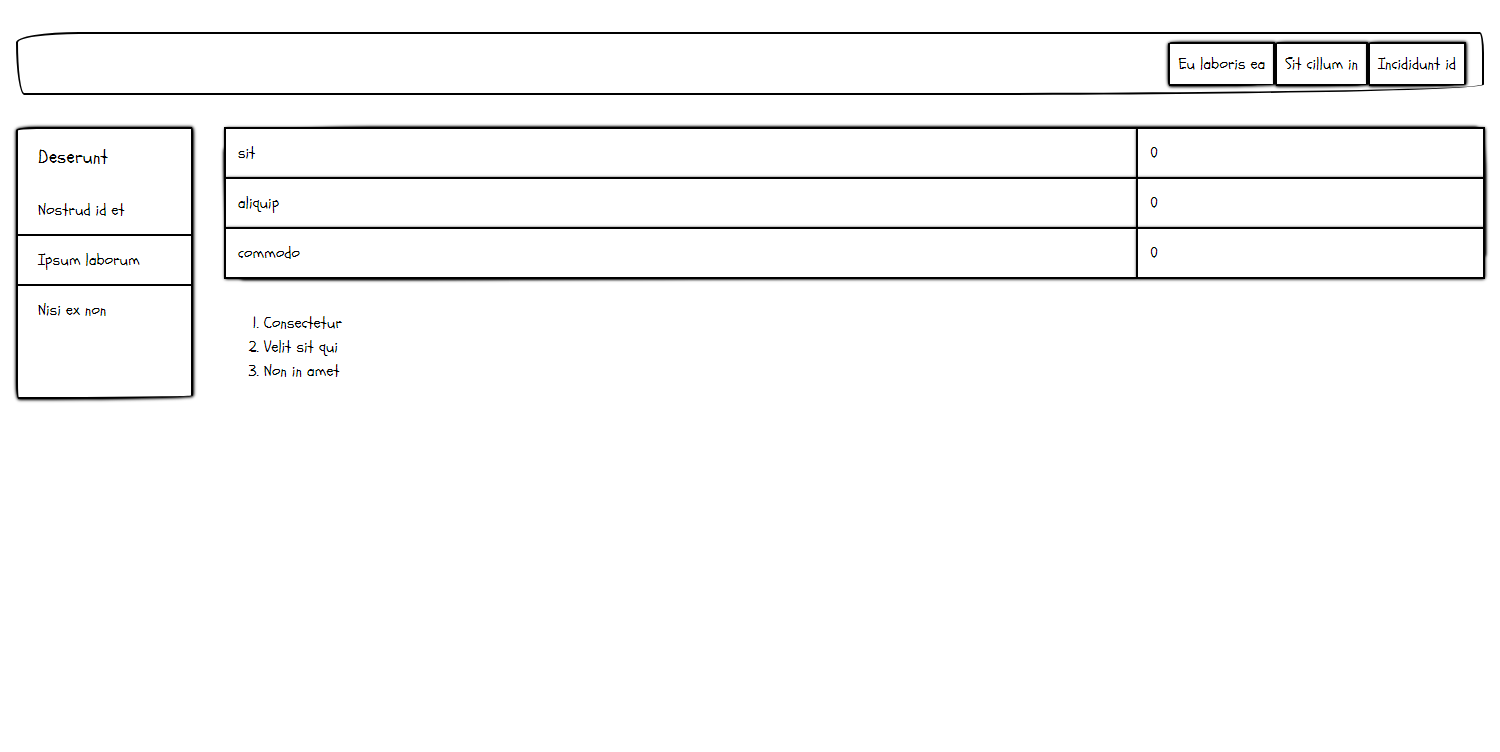 Eu laboris ea Sit cillum in Incididunt id
Deserunt
Nostrud id et
Ipsum laborum
Nisi ex non
sit 0
aliquip 0
commodo 0
1. Consectetur
2. Velit sit qui
3. Non in amet